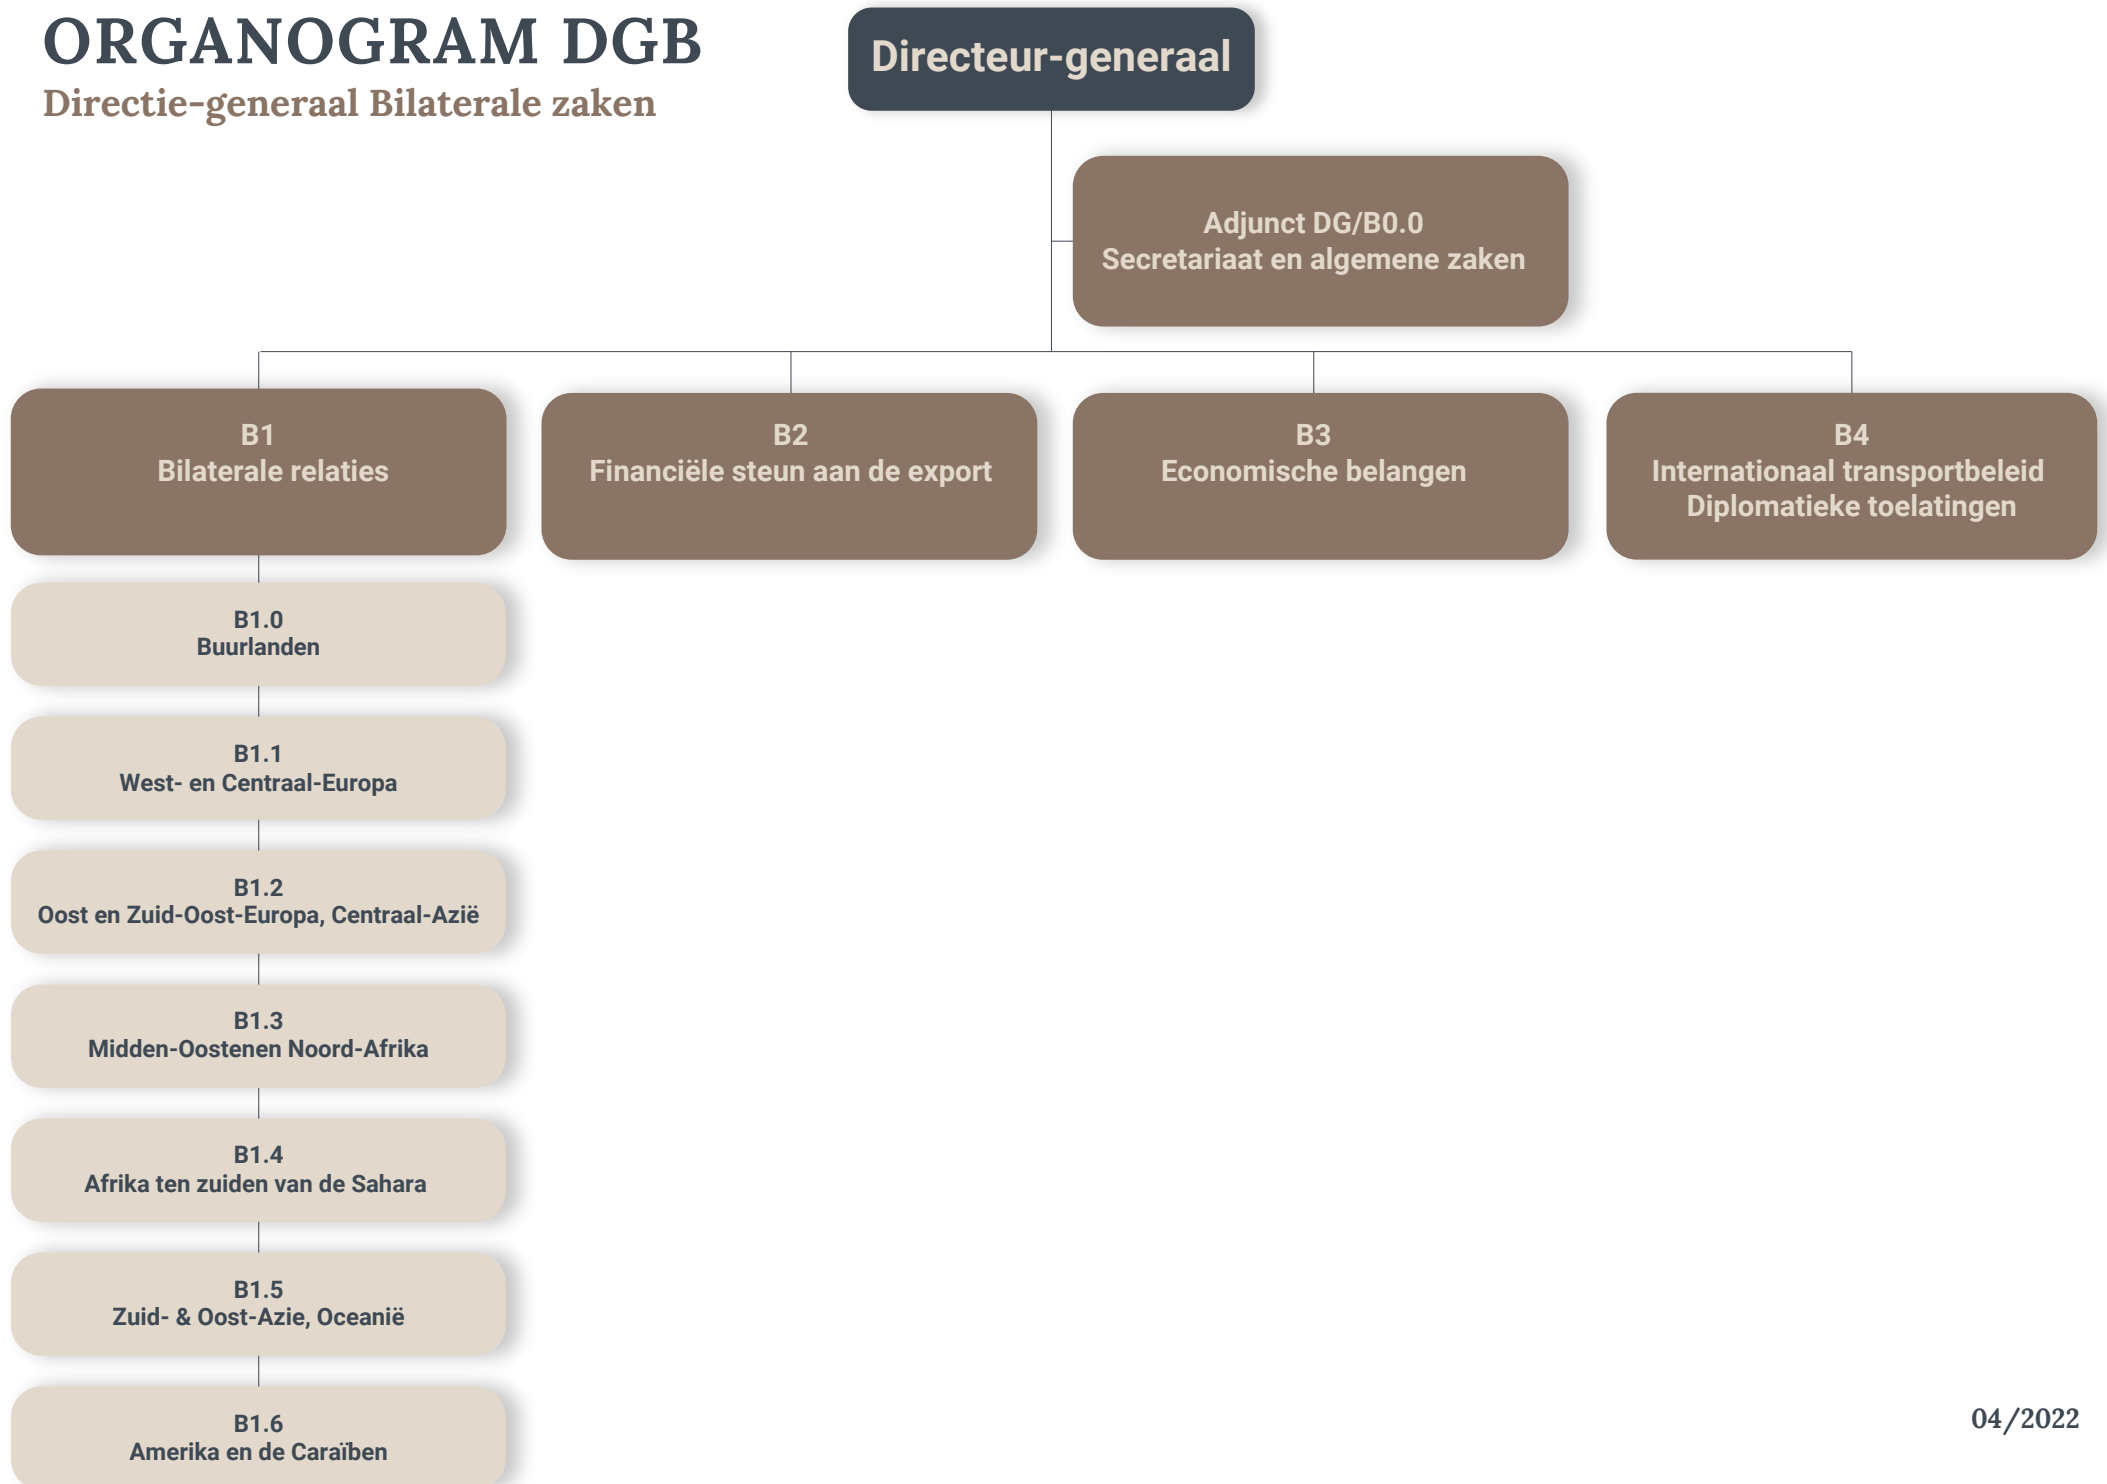 ORGANOGRAM DGB
Directie-generaal Bilaterale zaken
Directeur-generaal
Adjunct DG/B0.0
Secretariaat en algemene zaken
B1
Bilaterale relaties
B2
Financiële steun aan de export
B3
Economische belangen
B4
Internationaal transportbeleid
Diplomatieke toelatingen
B1.0
Buurlanden
B1.1
West- en Centraal-Europa
B1.2
Oost en Zuid-Oost-Europa, Centraal-Azië
B1.3
Midden-Oostenen Noord-Afrika
B1.4
Afrika ten zuiden van de Sahara
B1.5
Zuid- & Oost-Azie, Oceanië
B1.6
Amerika en de Caraïben
04/2022